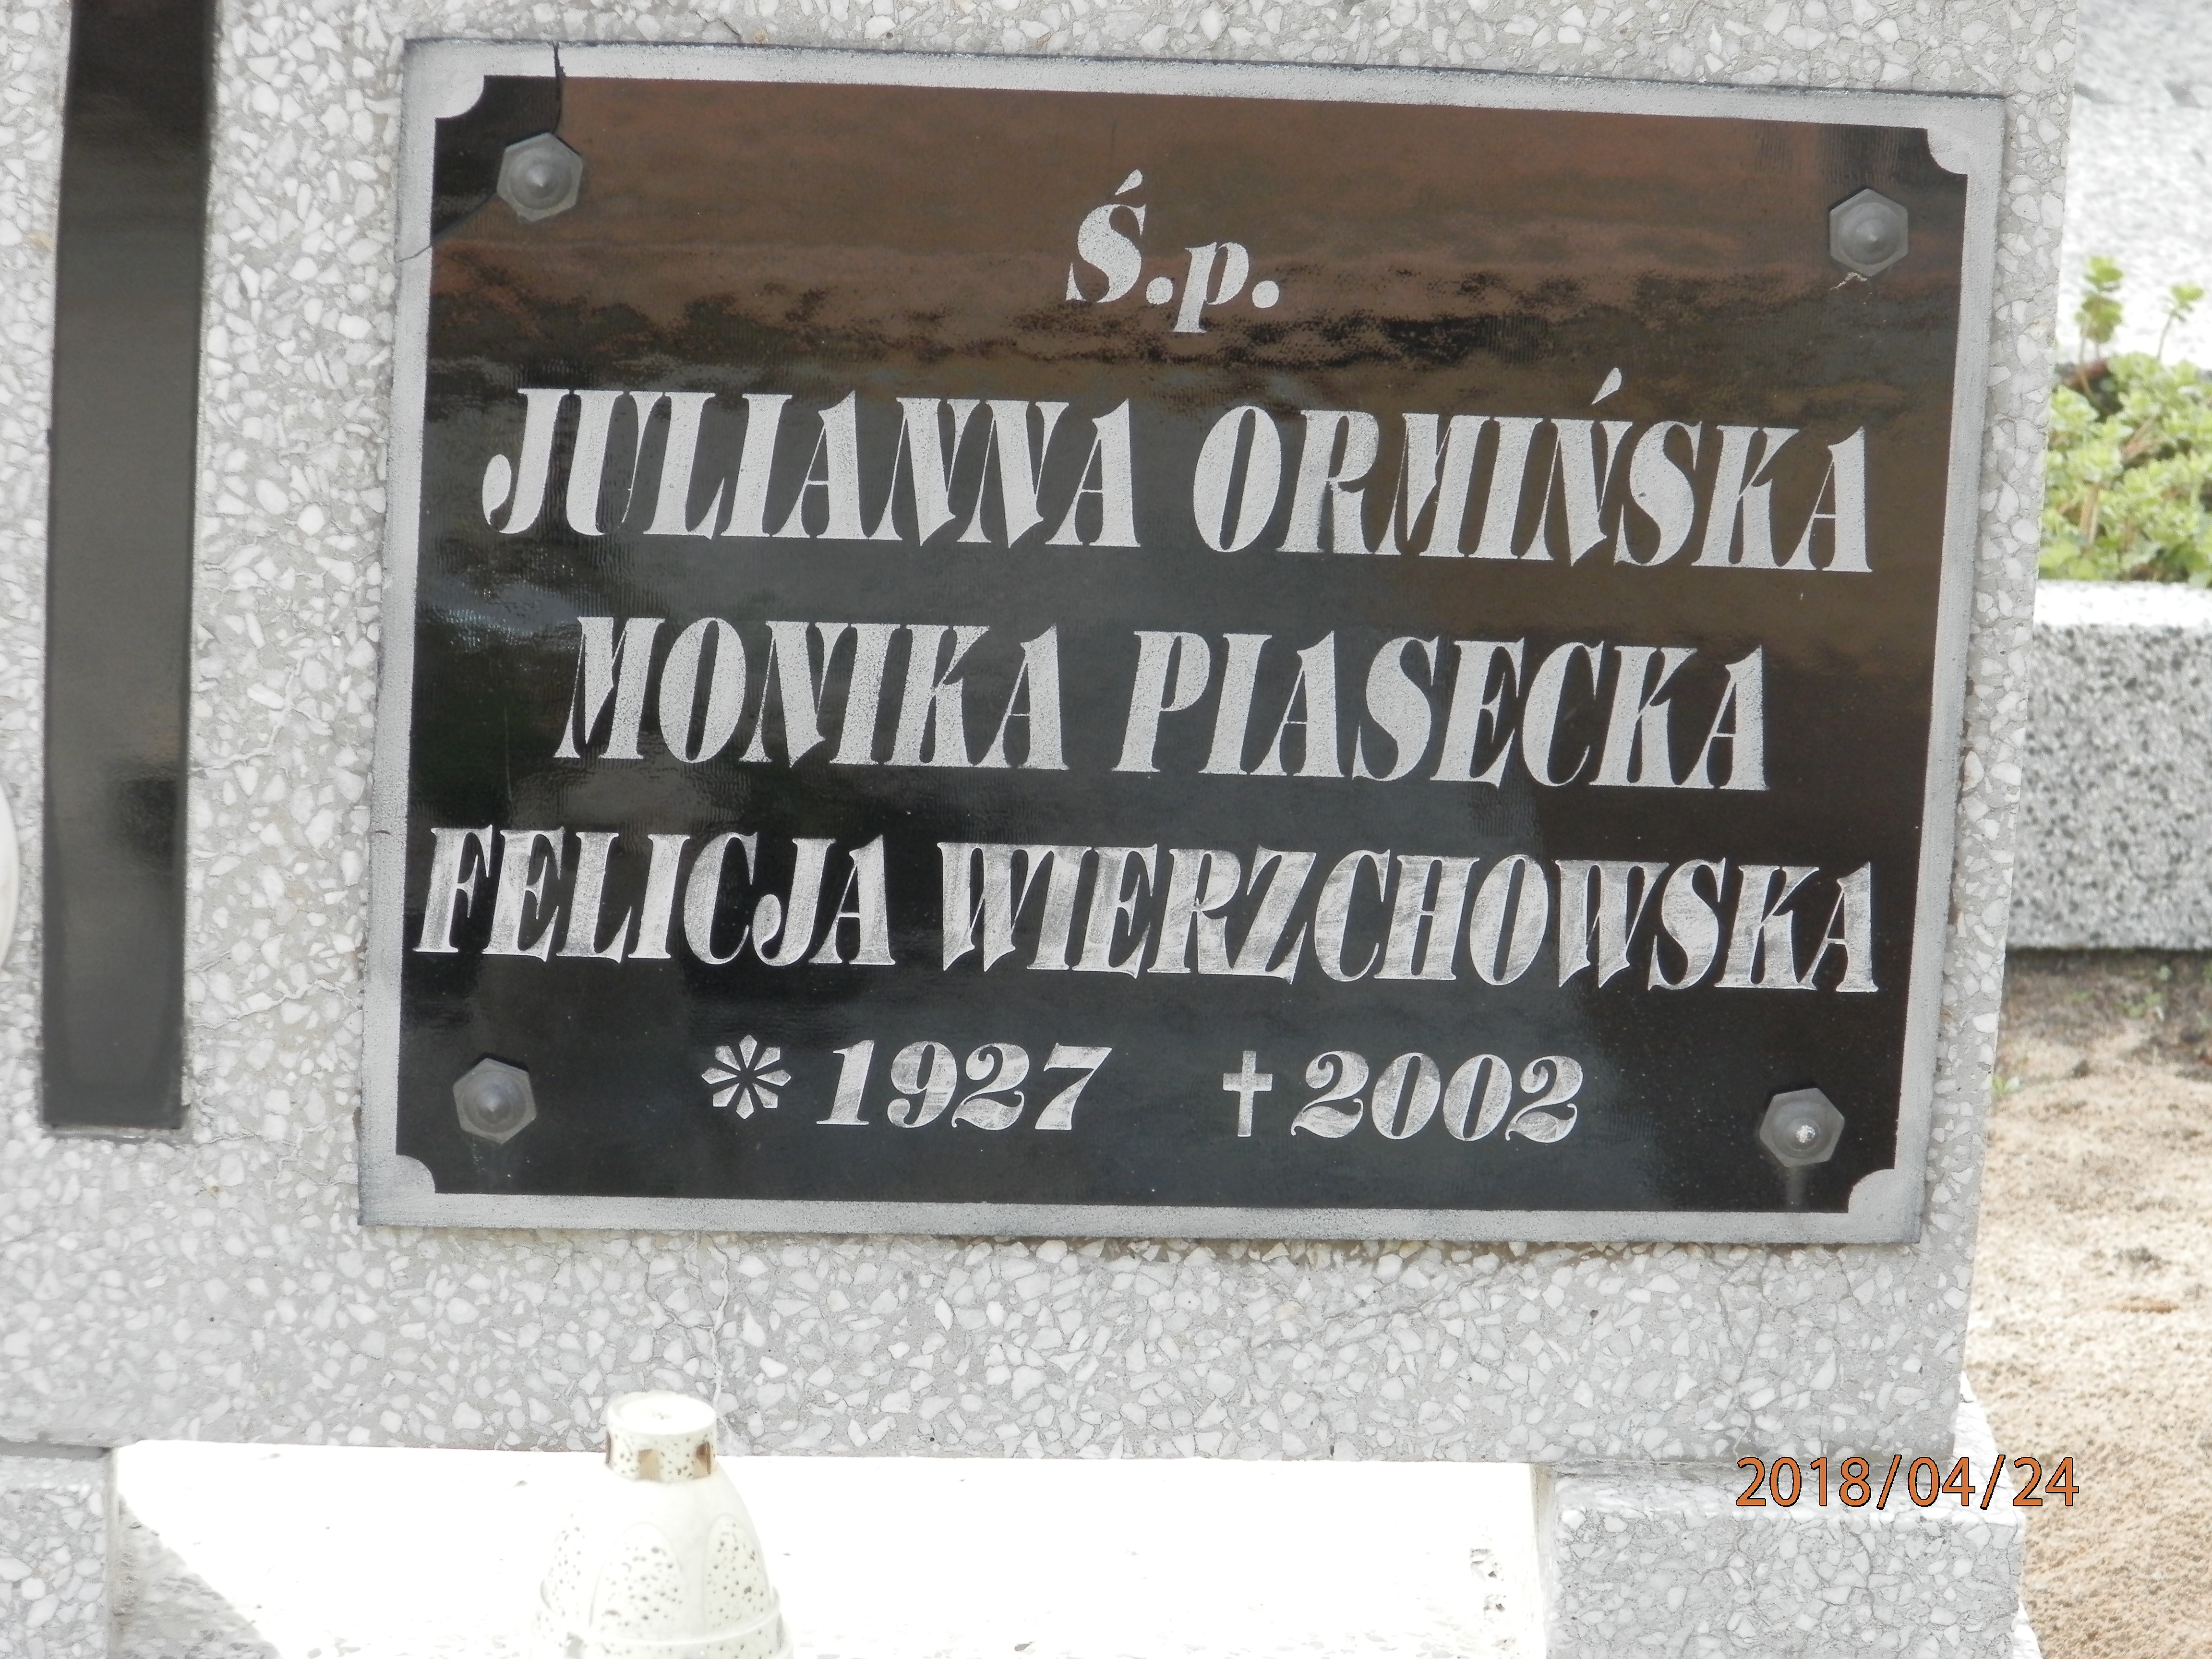 Ś.p.
JULIANNA ORMIŃSKA
MONIKA PIASECKA
FELICJA WIERZCHOWSKA
* 1927 † 2002
2018/04/24